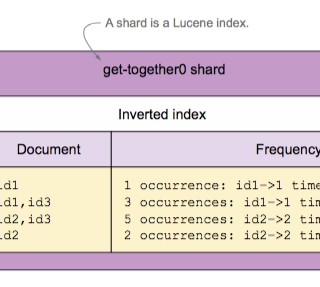 A shard is a Lucene index.
get-together0 shard
Inverted index
Document Frequency
id1 1 occurrence: id1->1 time
id1,id3 3 occurrences: id1->1 tim
id2,id3 5 occurrences: id2->2 tim
id2 2 occurrences: id2->2 tim